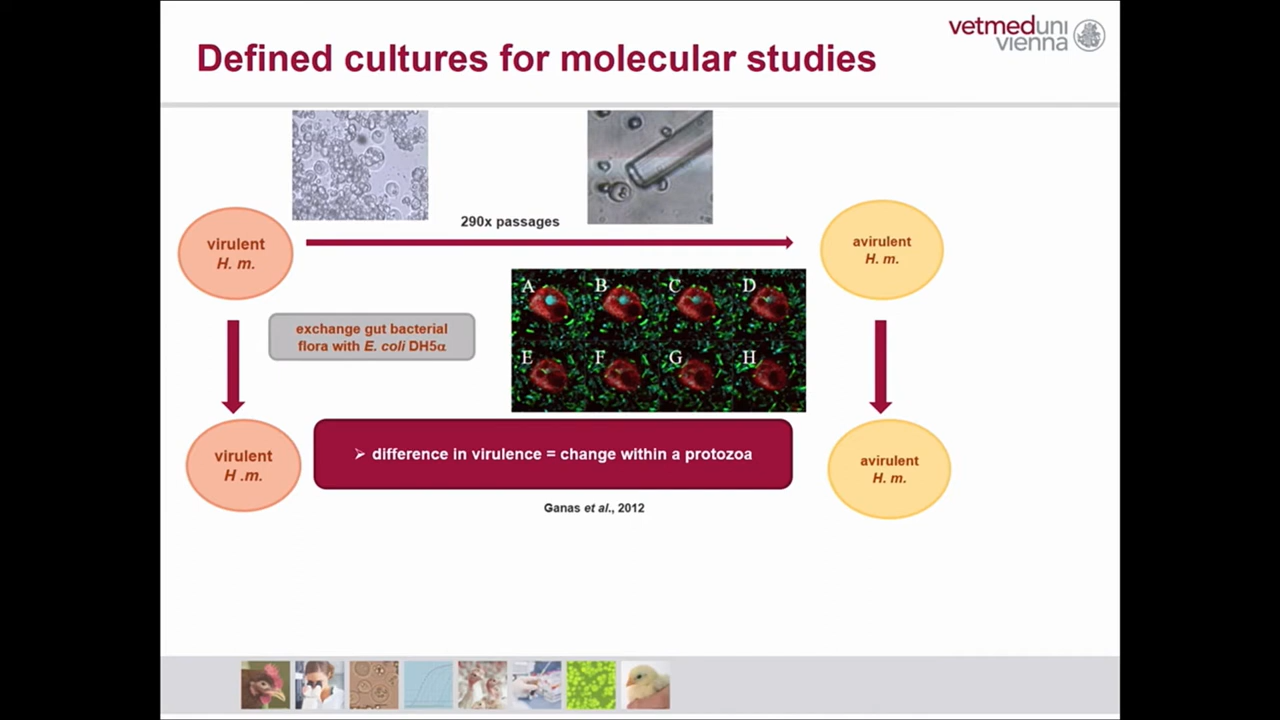 vetmeduni
vienna
Defined cultures for molecular studies
290x passages
virulent
H. m.
avirulent
H. m.
exchange gut bacterial
flora with E. coli DH5α
A B C D
E F G H
virulent
H .m.
➢ difference in virulence = change within a protozoa
avirulent
H. m.
Ganas et al., 2012